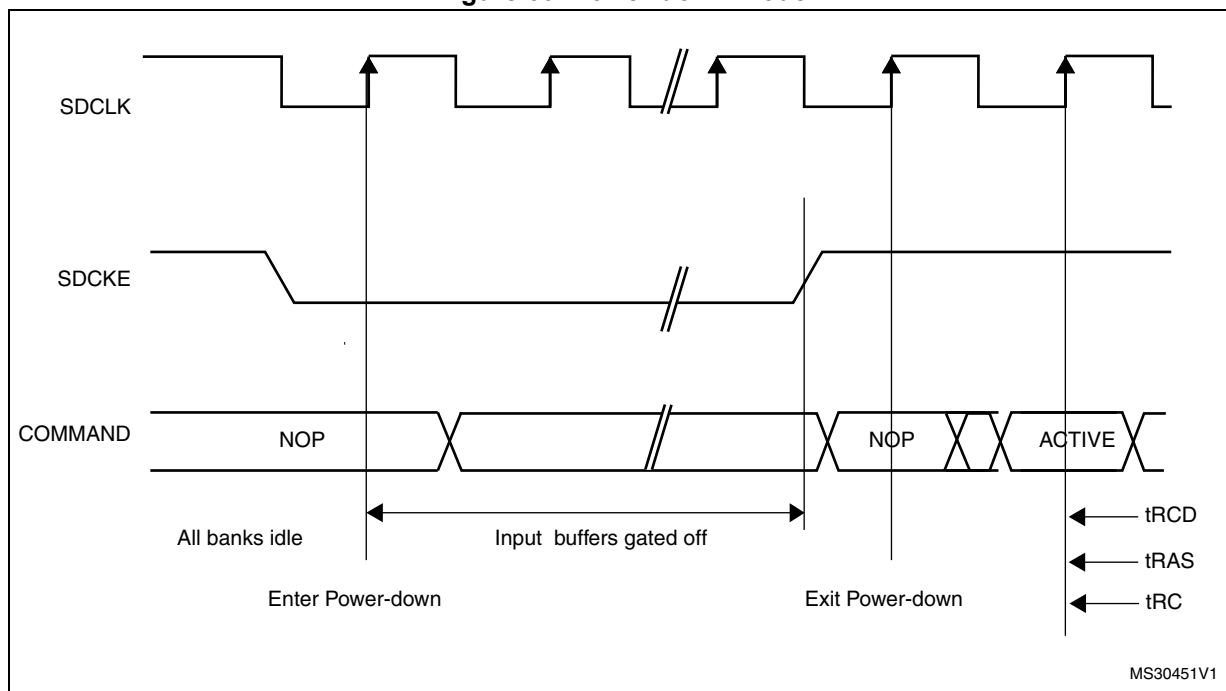 SDCLK
SDCKE
COMMAND
NOP
NOP
ACTIVE
All banks idle
Input buffers gated off
tRCD
tRAS
Enter Power-down
Exit Power-down
tRC
MS30451V1